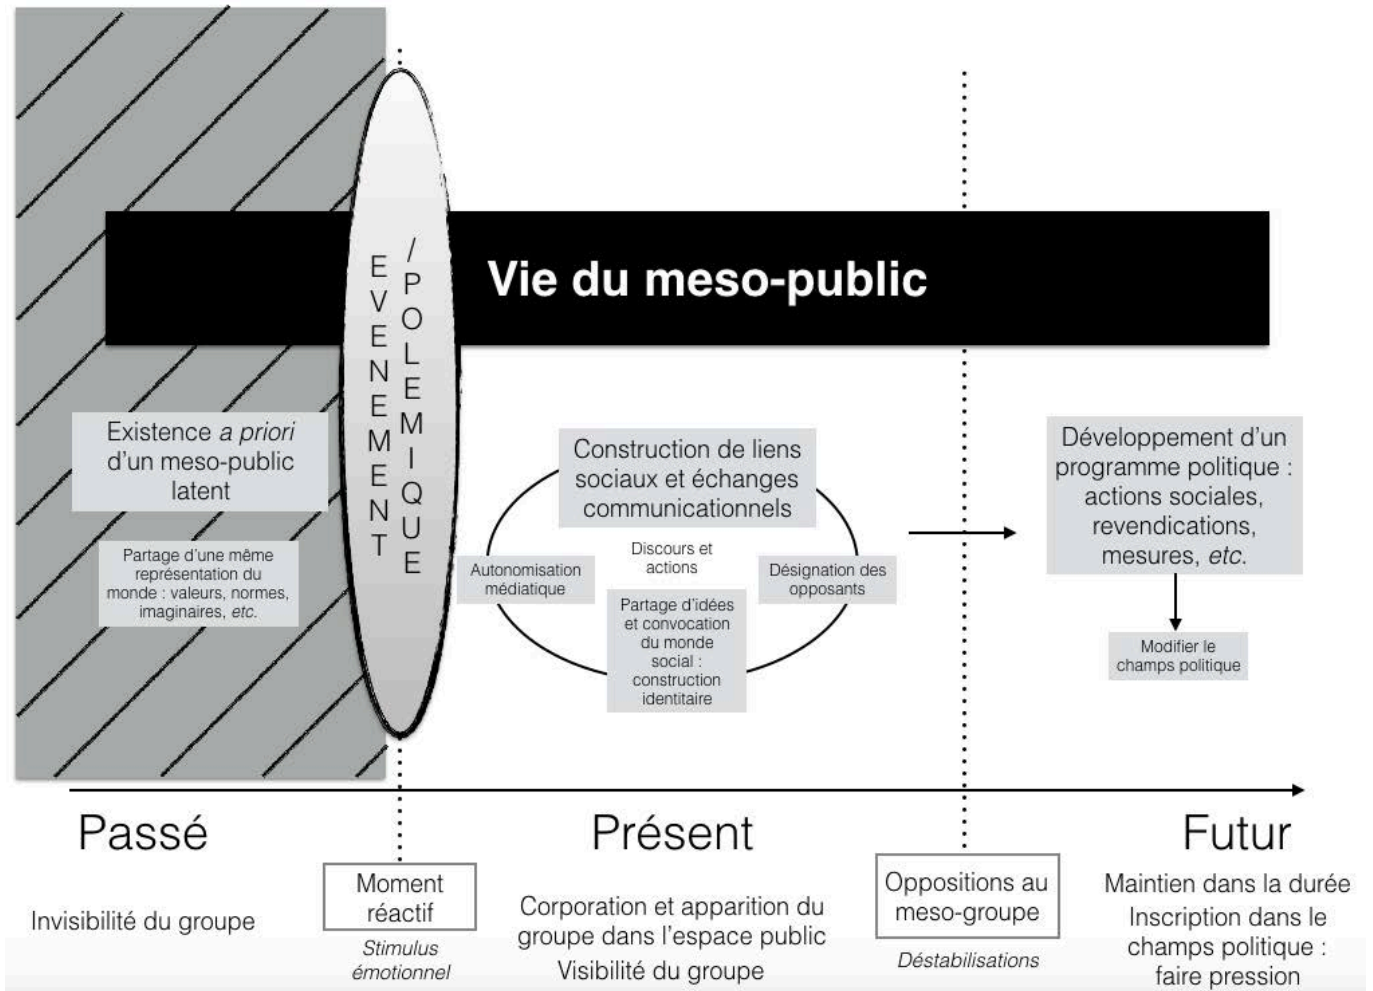 EVENEMENT
/POLEMIQUE
Vie du meso-public
Existence a priori
d'un meso-public
latent
Partage d'une même
représentation du
monde : valeurs, normes,
imaginaires, etc.
Construction de liens
sociaux et échanges
communicationnels
Discours et
actions
Autonomisation
médiatique
Désignation des
opposants
Partage d'idées
et convocation
du monde
social :
construction
identitaire
Développement d'un
programme politique :
actions sociales,
revendications,
mesures, etc.
Modifier le
champs politique
Passé
Présent
Futur
Invisibilité du groupe
Moment
réactif
Stimulus
émotionnel
Corporation et apparition du
groupe dans l'espace public
Visibilité du groupe
Oppositions au
meso-groupe
Déstabilisations
Maintien dans la durée
Inscription dans le
champs politique :
faire pression